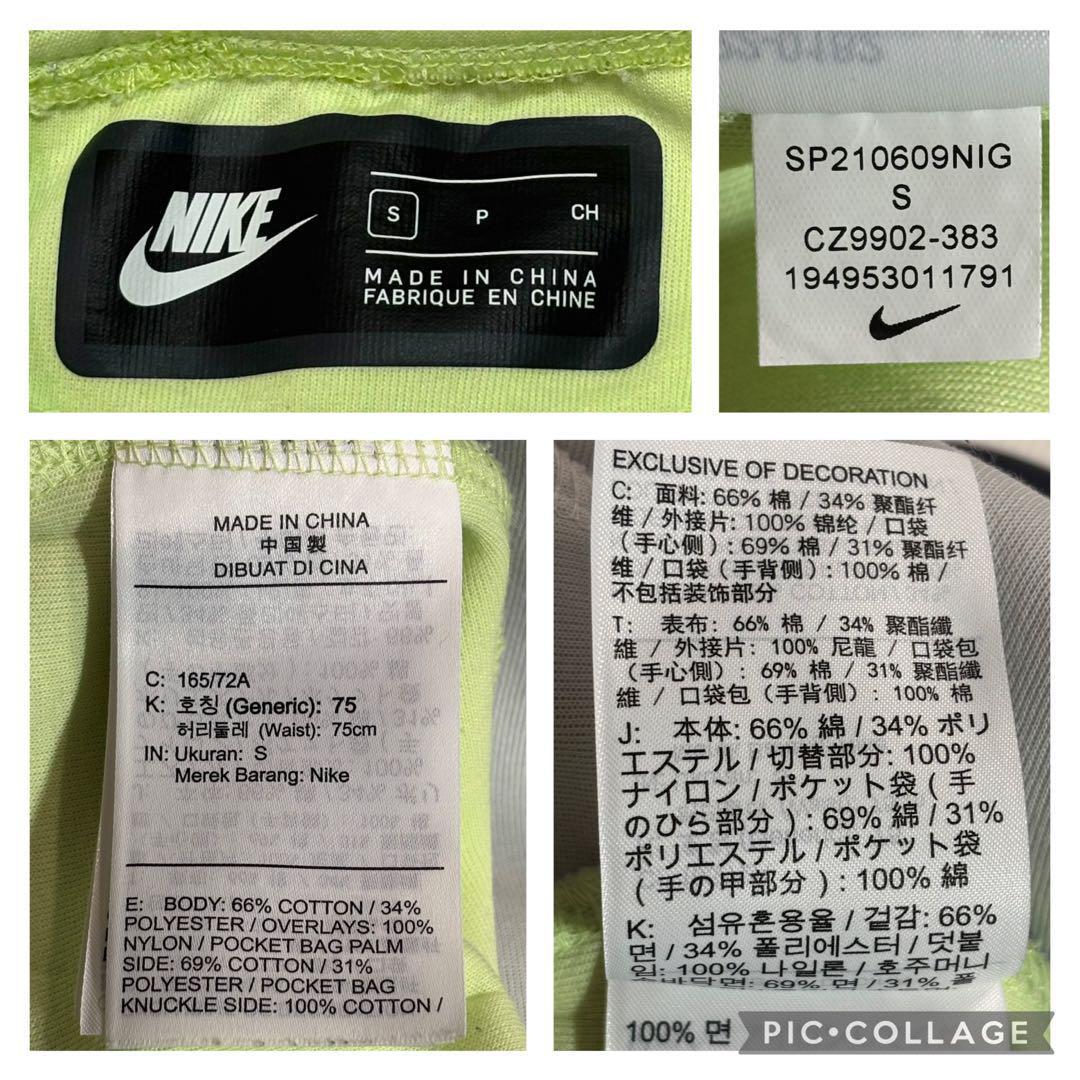 NIKE
S P CH
MADE IN CHINA
FABRIQUE EN CHINE
SP210609NIG
S
CZ9902-383
194953011791
MADE IN CHINA
中国製
DIBUAT DI CINA
C: 165/72A
K: 호칭 (Generic): 75
허리둘레 (Waist): 75cm
IN: Ukuran: S
Merek Barang: Nike
E: BODY: 66% COTTON / 34%
POLYESTER / OVERLAYS: 100%
NYLON / POCKET BAG PALM
SIDE: 69% COTTON / 31%
POLYESTER / POCKET BAG
KNUCKLE SIDE: 100% COTTON /
EXCLUSIVE OF DECORATION
C: 面料: 66% 棉 / 34% 聚酯纤
维 / 外接片: 100% 锦纶 / 口袋
（手心侧）: 69% 棉 / 31% 聚酯纤
维 / 口袋（手背侧）: 100% 棉 /
不包括装饰部分
T: 表布: 66% 棉 / 34% 聚酯纖
維 / 外接片: 100% 尼龍 / 口袋包
（手心側）: 69% 棉 / 31% 聚酯纖
維 / 口袋包（手背側）: 100% 棉
J: 本体: 66% 綿 / 34% ポリ
エステル / 切替部分: 100%
ナイロン / ポケット袋 ( 手
のひら部分 ) : 69% 綿 / 31%
ポリエステル / ポケット袋
( 手の甲部分 ) : 100% 綿
K: 섬유혼용율 / 겉감: 66%
면 / 34% 폴리에스터 / 덧붙
임: 100% 나일론 / 호주머니
손바닥면: 69% 면 / 31% 폴
100% 면
PIC•COLLAGE